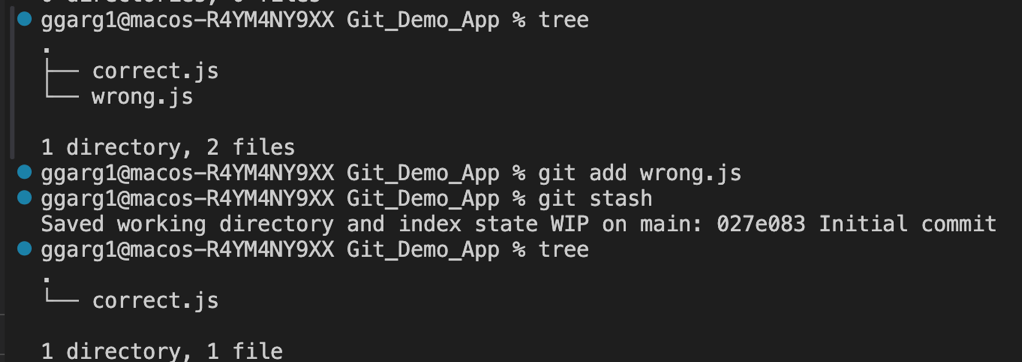 ggarg1@macos-R4YM4NY9XX Git_Demo_App % tree
.
├── correct.js
└── wrong.js
1 directory, 2 files
ggarg1@macos-R4YM4NY9XX Git_Demo_App % git add wrong.js
ggarg1@macos-R4YM4NY9XX Git_Demo_App % git stash
Saved working directory and index state WIP on main: 027e083 Initial commit
ggarg1@macos-R4YM4NY9XX Git_Demo_App % tree
.
└── correct.js
1 directory, 1 file